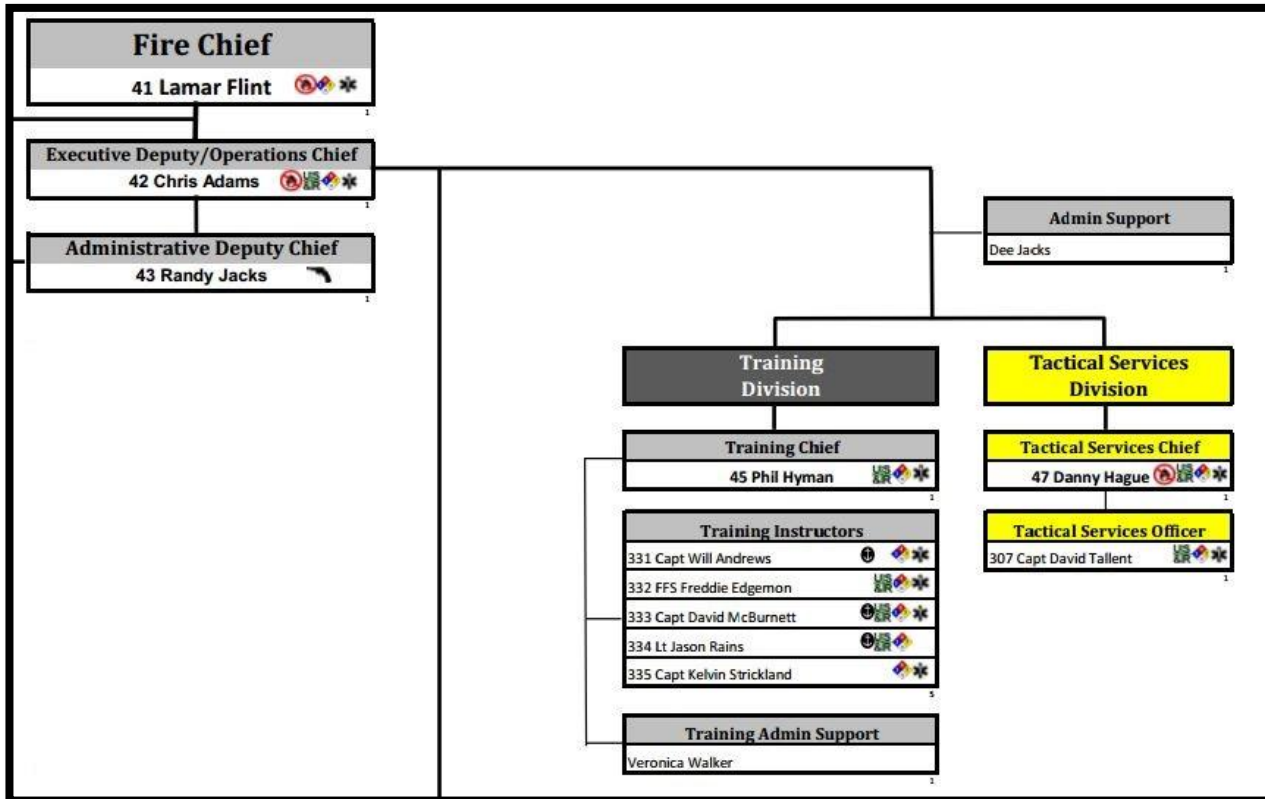 Fire Chief
41 Lamar Flint
1
Executive Deputy/Operations Chief
42 Chris Adams
1
Administrative Deputy Chief
43 Randy Jacks
1
Admin Support
Dee Jacks
1
Training
Division
Training Chief
45 Phil Hyman
1
Training Instructors
331 Capt Will Andrews
332 FFS Freddie Edgemon
333 Capt David McBurnett
334 Lt Jason Rains
335 Capt Kelvin Strickland
5
Training Admin Support
Veronica Walker
1
Tactical Services
Division
Tactical Services Chief
47 Danny Hague
1
Tactical Services Officer
307 Capt David Tallent
1